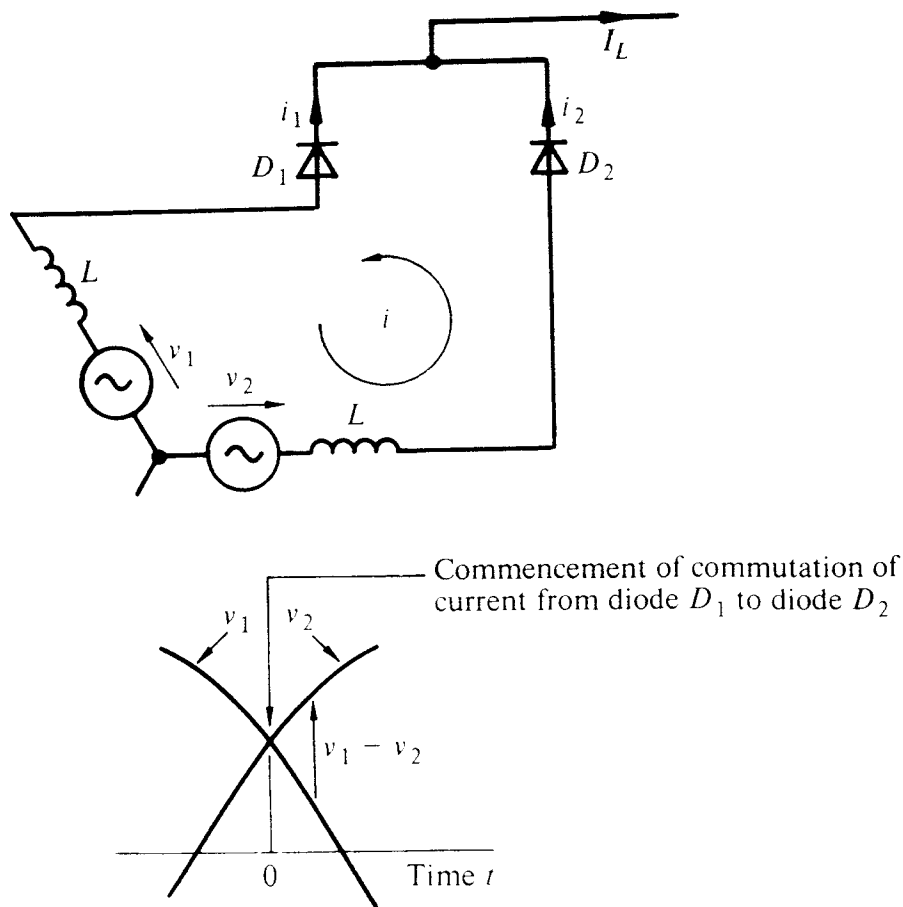 I_L
i_1
i_2
D_1
D_2
L
i
v_1
v_2
L
Commencement of commutation of
current from diode D_1 to diode D_2
v_1
v_2
v_1 − v_2
0
Time t